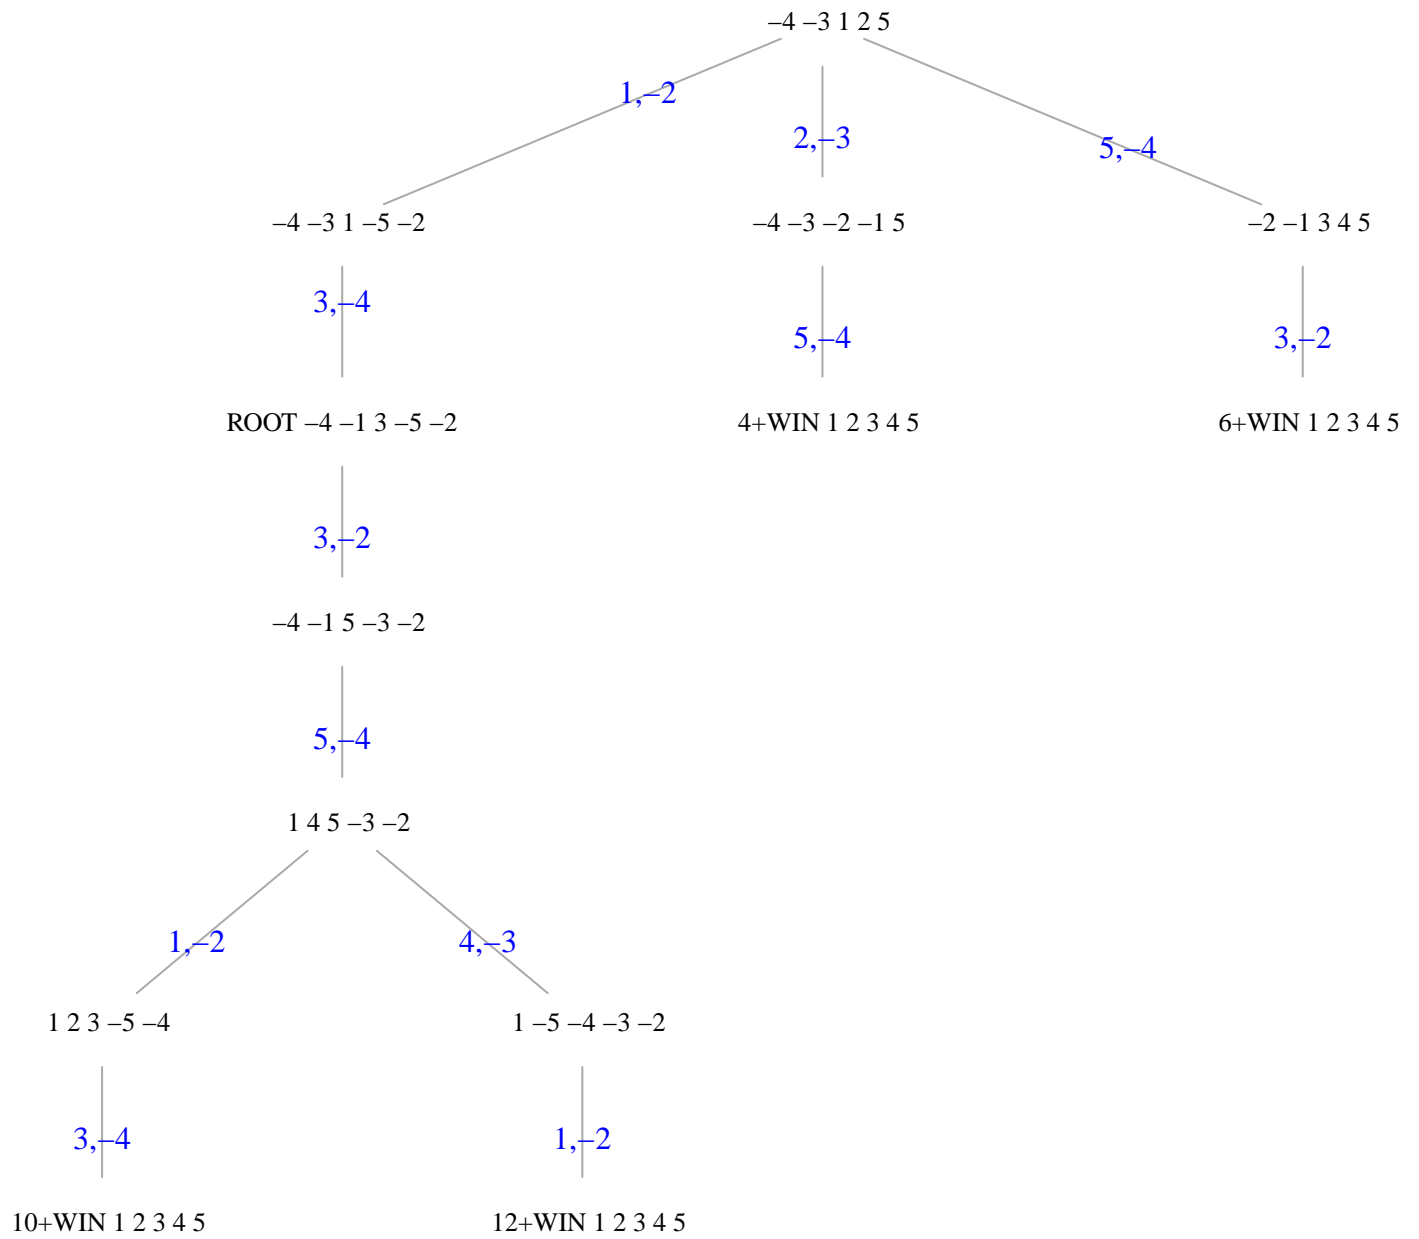 –4 –3 1 2 5
1,–2
2,–3
5,–4
–4 –3 1 –5 –2
–4 –3 –2 –1 5
–2 –1 3 4 5
3,–4
5,–4
3,–2
ROOT –4 –1 3 –5 –2
4+WIN 1 2 3 4 5
6+WIN 1 2 3 4 5
3,–2
–4 –1 5 –3 –2
5,–4
1 4 5 –3 –2
1,–2
4,–3
1 2 3 –5 –4
1 –5 –4 –3 –2
3,–4
1,–2
10+WIN 1 2 3 4 5
12+WIN 1 2 3 4 5